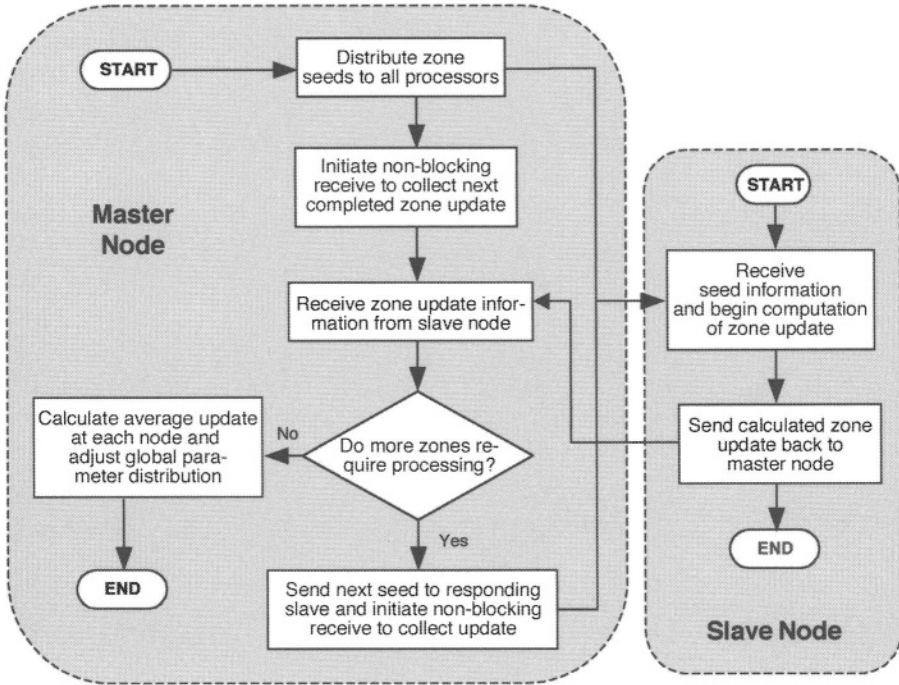 START
Distribute zone
seeds to all processors
Initiate non-blocking
receive to collect next
completed zone update
Master
Node
Receive zone update infor-
mation from slave node
Do more zones re-
quire processing?
No
Calculate average update
at each node and
adjust global para-
meter distribution
END
Yes
Send next seed to responding
slave and initiate non-blocking
receive to collect update
START
Receive
seed information
and begin computation
of zone update
Send calculated zone
update back to
master node
END
Slave Node